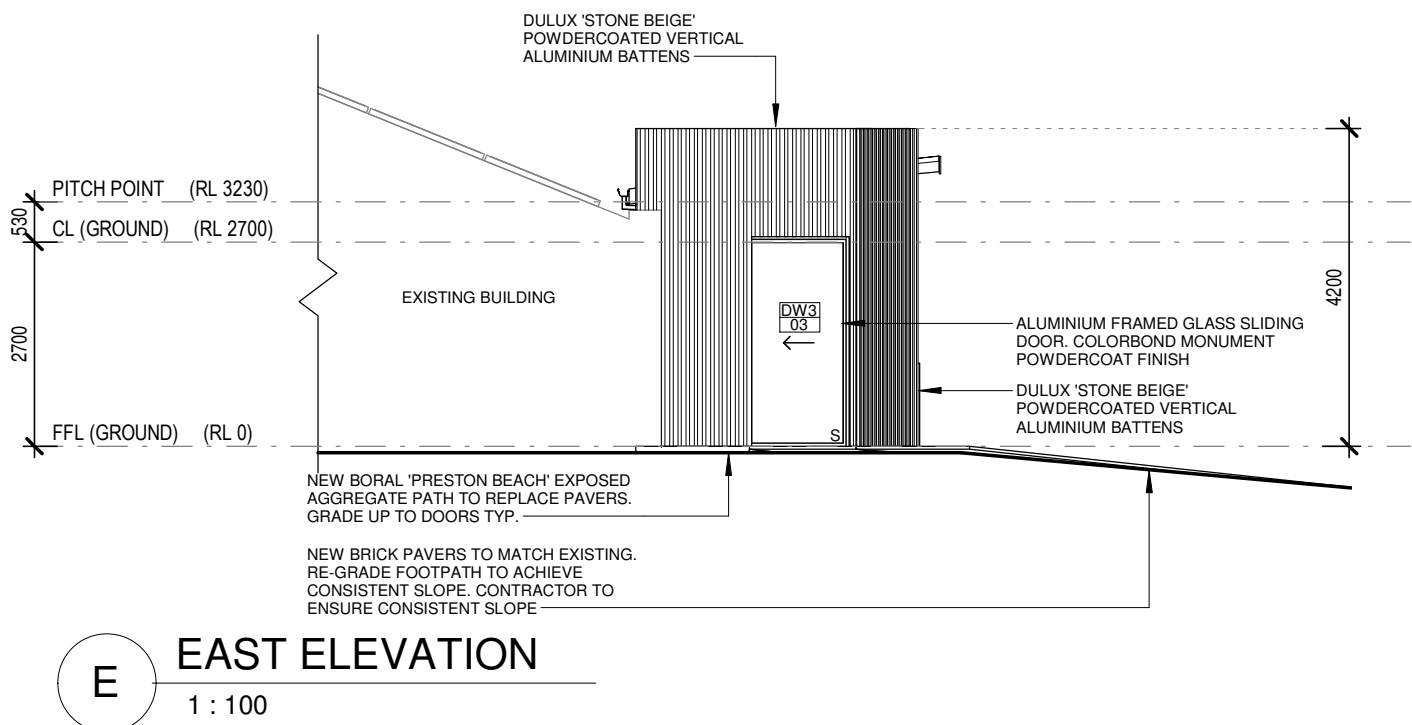 DULUX 'STONE BEIGE'
POWDERCOATED VERTICAL
ALUMINIUM BATTENS
PITCH POINT (RL 3230)
530
CL (GROUND) (RL 2700)
2700
EXISTING BUILDING
DW3
03
4200
ALUMINIUM FRAMED GLASS SLIDING
DOOR. COLORBOND MONUMENT
POWDERCOAT FINISH
DULUX 'STONE BEIGE'
POWDERCOATED VERTICAL
ALUMINIUM BATTENS
FFL (GROUND) (RL 0)
S
NEW BORAL 'PRESTON BEACH' EXPOSED
AGGREGATE PATH TO REPLACE PAVERS.
GRADE UP TO DOORS TYP.
NEW BRICK PAVERS TO MATCH EXISTING.
RE-GRADE FOOTPATH TO ACHIEVE
CONSISTENT SLOPE. CONTRACTOR TO
ENSURE CONSISTENT SLOPE
E
EAST ELEVATION
1 : 100